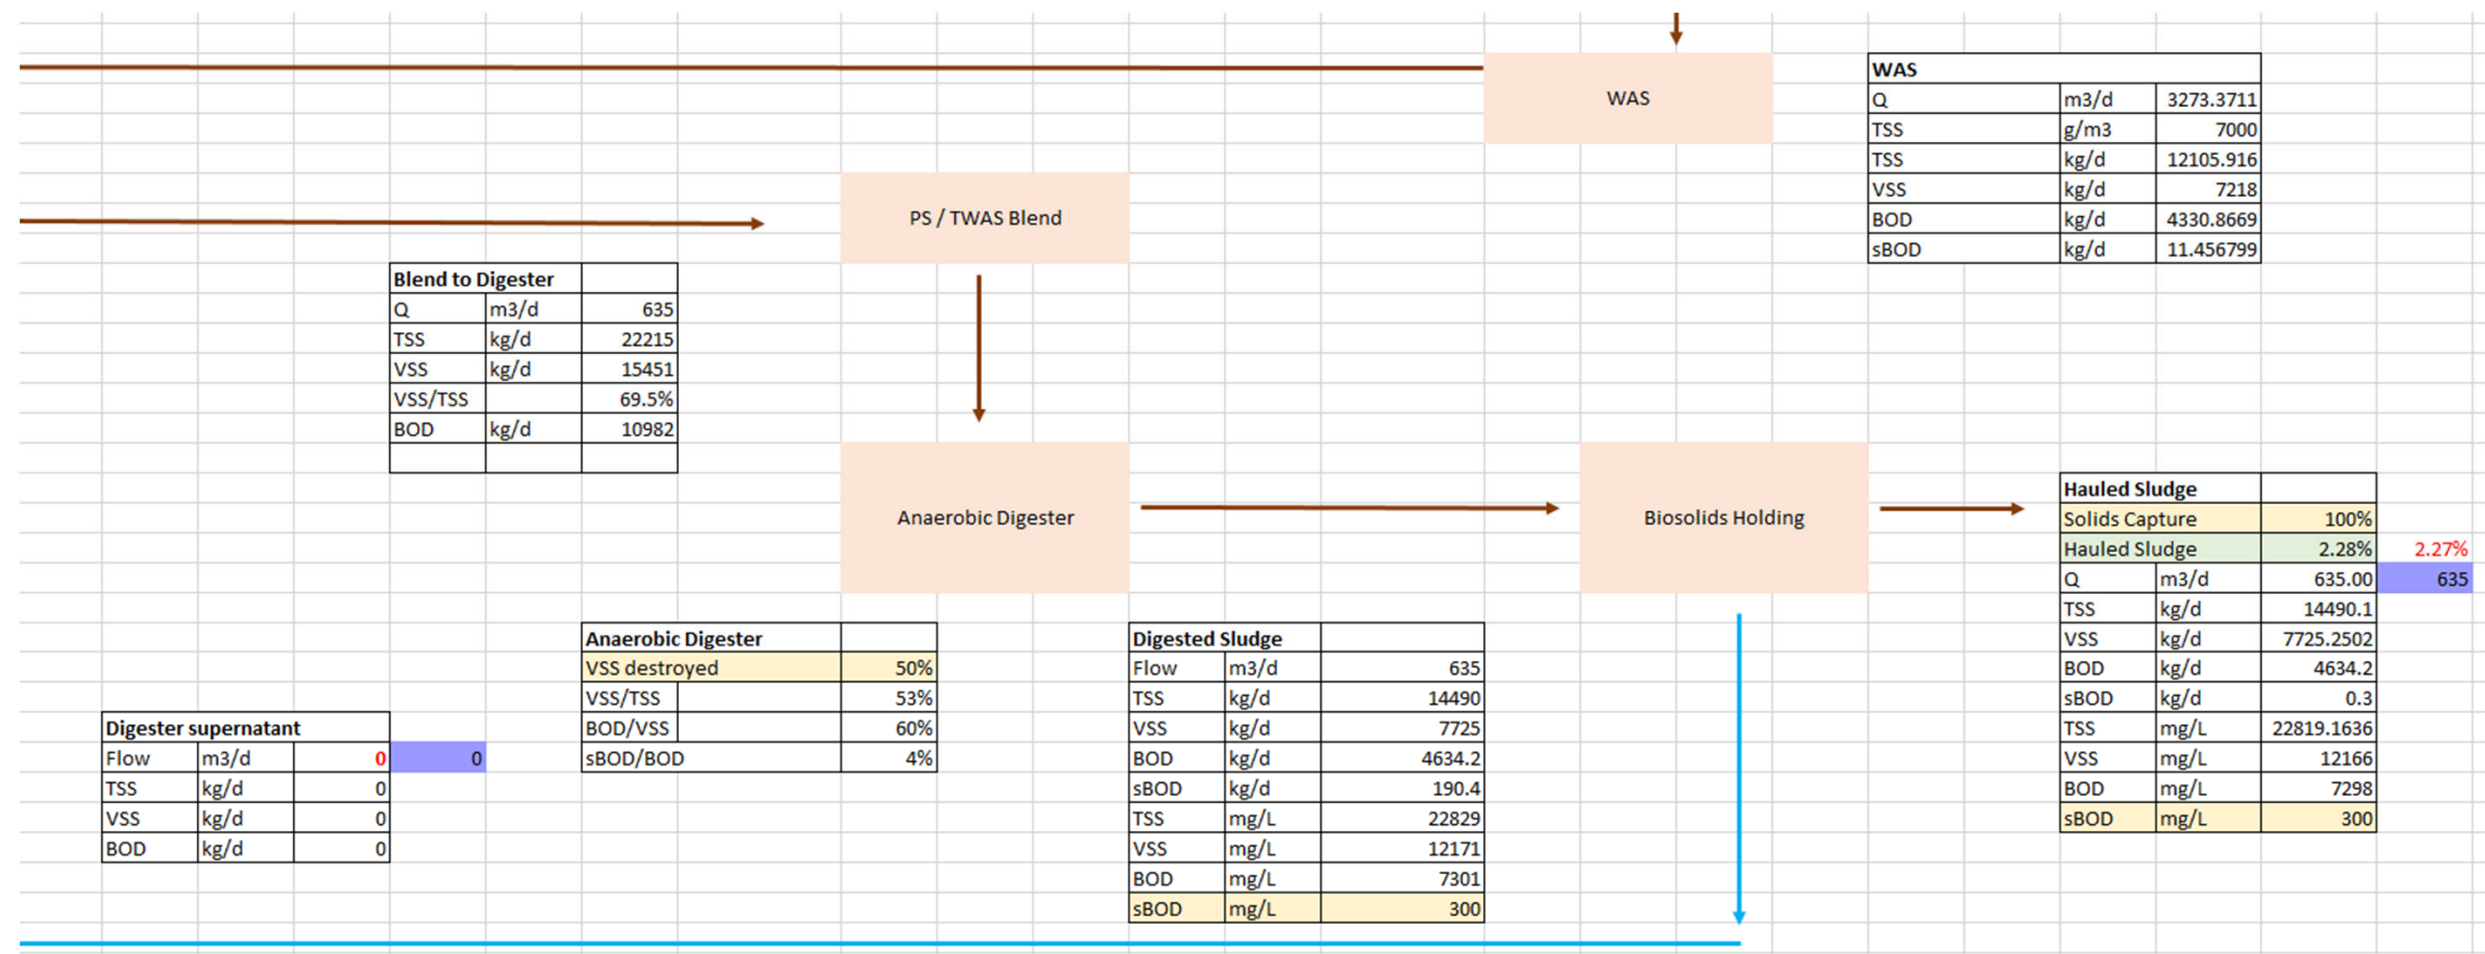 WAS
WAS
Q m3/d 3273.3711
TSS g/m3 7000
TSS kg/d 12105.916
VSS kg/d 7218
BOD kg/d 4330.8669
sBOD kg/d 11.456799
PS / TWAS Blend
Blend to Digester
Q m3/d 635
TSS kg/d 22215
VSS kg/d 15451
VSS/TSS 69.5%
BOD kg/d 10982
Anaerobic Digester
Biosolids Holding
Hauled Sludge
Solids Capture 100%
Hauled Sludge 2.28% 2.27%
Q m3/d 635.00 635
TSS kg/d 14490.1
VSS kg/d 7725.2502
BOD kg/d 4634.2
sBOD kg/d 0.3
TSS mg/L 22819.1636
VSS mg/L 12166
BOD mg/L 7298
sBOD mg/L 300
Anaerobic Digester
VSS destroyed 50%
VSS/TSS 53%
BOD/VSS 60%
sBOD/BOD 4%
Digested Sludge
Flow m3/d 635
TSS kg/d 14490
VSS kg/d 7725
BOD kg/d 4634.2
sBOD kg/d 190.4
TSS mg/L 22829
VSS mg/L 12171
BOD mg/L 7301
sBOD mg/L 300
Digester supernatant
Flow m3/d 0 0
TSS kg/d 0
VSS kg/d 0
BOD kg/d 0